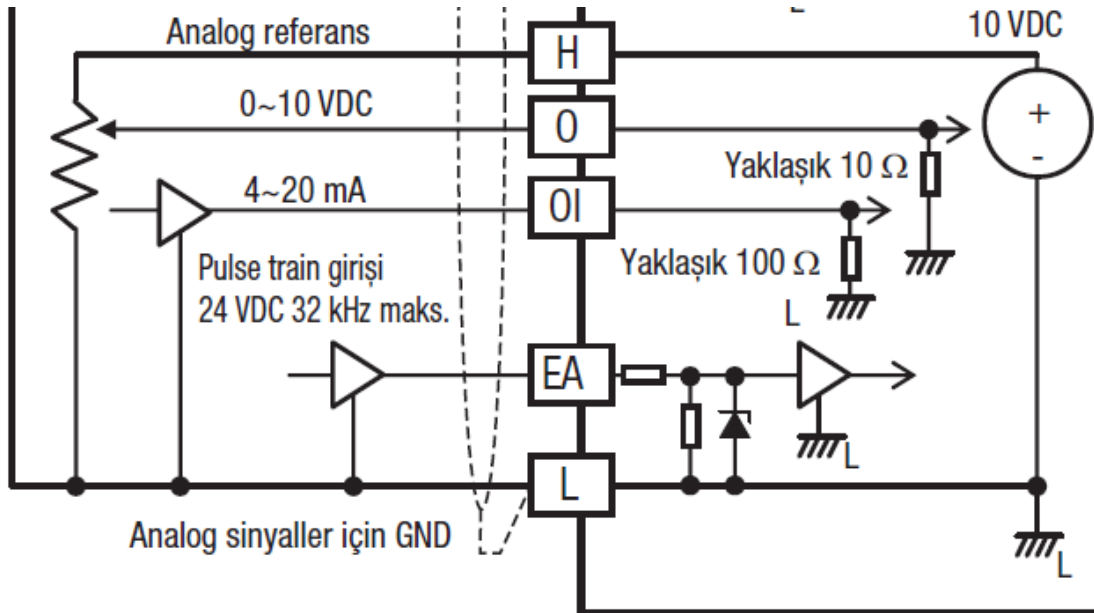 L
10 VDC
Analog referans
H
0~10 VDC
O
+
-
Yaklaşık 10 Ω
4~20 mA
OI
Yaklaşık 100 Ω
Pulse train girişi
24 VDC 32 kHz maks.
L
EA
L
L
Analog sinyaller için GND
L